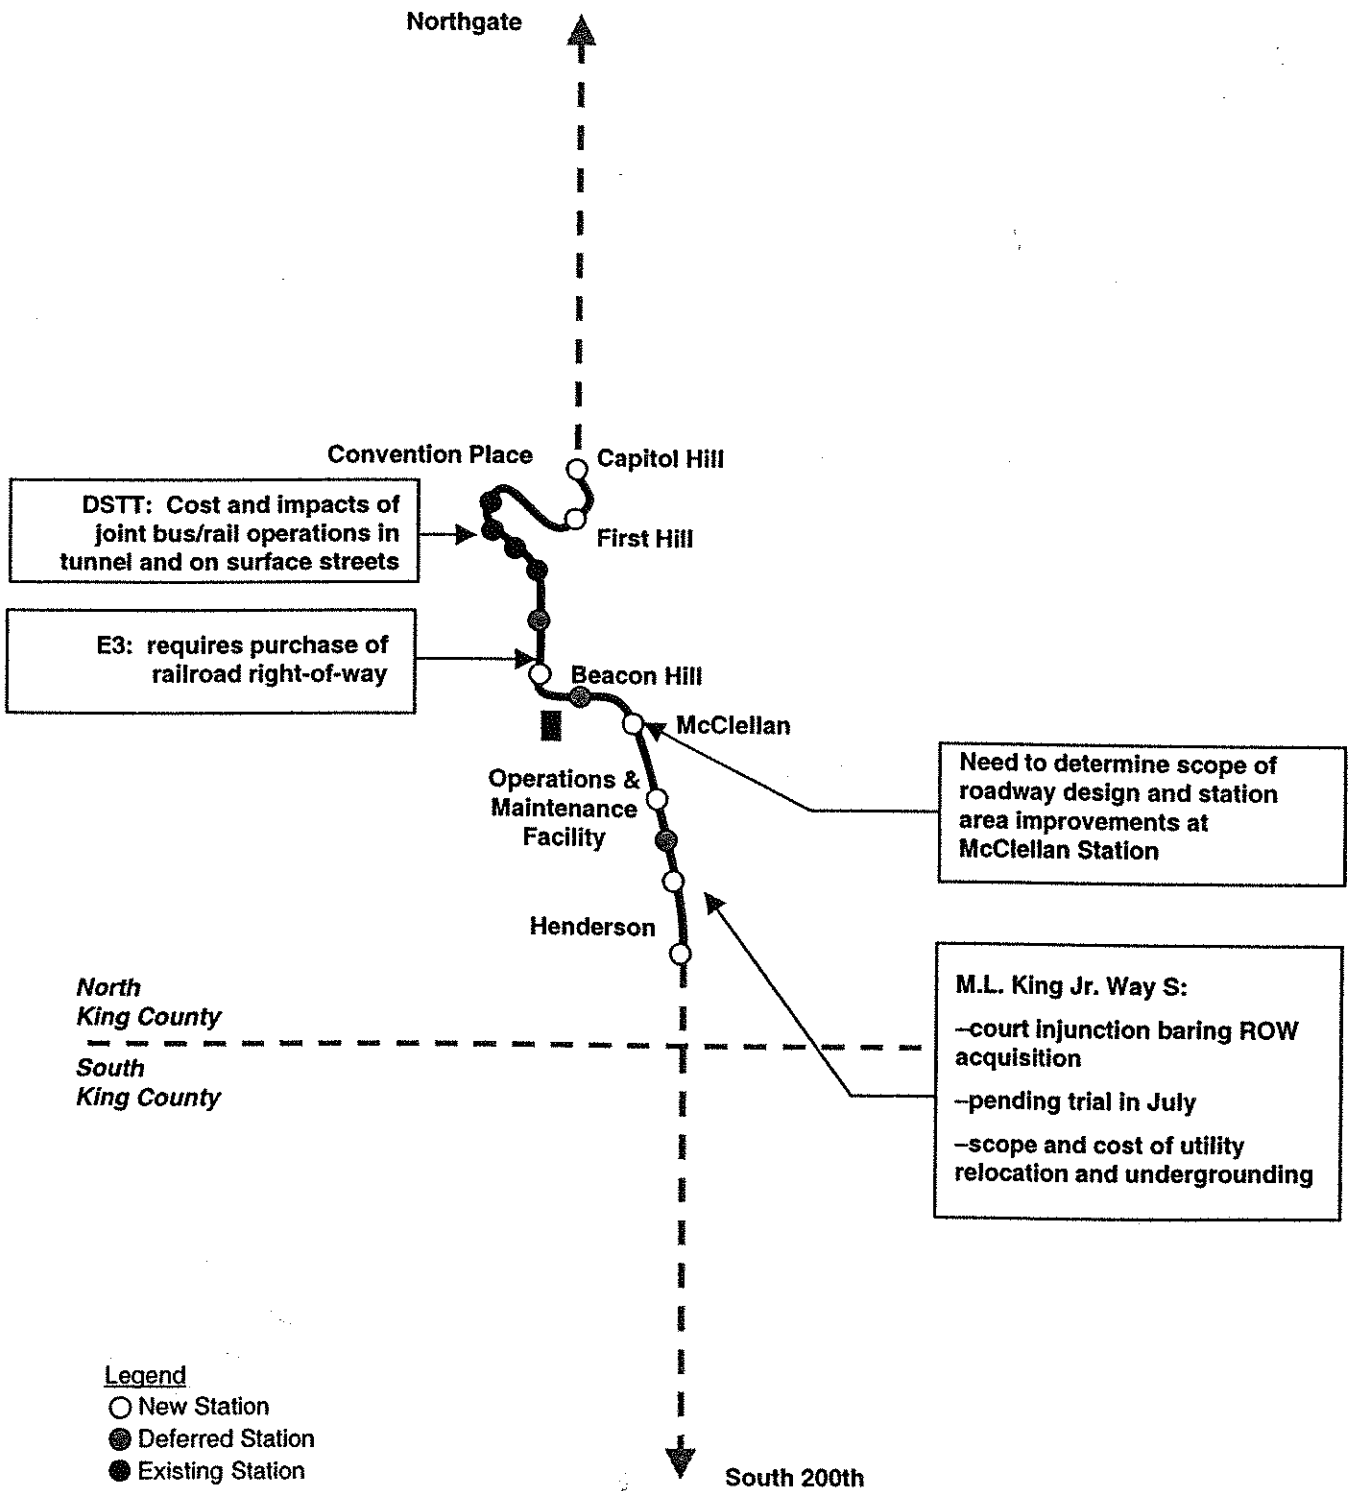 Northgate
Convention Place
Capitol Hill
DSTT: Cost and impacts of
joint bus/rail operations in
tunnel and on surface streets
First Hill
E3: requires purchase of
railroad right-of-way
Beacon Hill
McClellan
Operations &
Maintenance
Facility
Need to determine scope of
roadway design and station
area improvements at
McClellan Station
Henderson
North
King County
South
King County
M.L. King Jr. Way S:
–court injunction baring ROW
acquisition
–pending trial in July
–scope and cost of utility
relocation and undergrounding
Legend
New Station
Deferred Station
Existing Station
South 200th